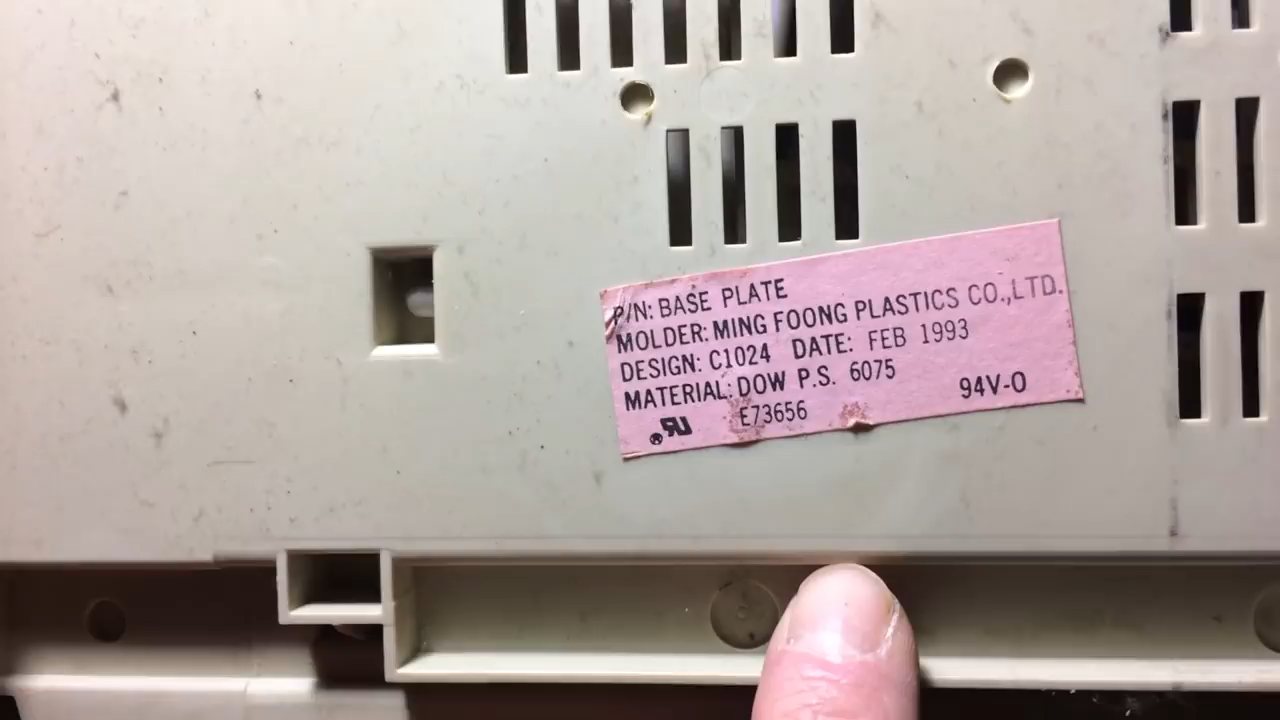 P/N: BASE PLATE
MOLDER: MING FOONG PLASTICS CO.,LTD.
DESIGN: C1024 DATE: FEB 1993
MATERIAL: DOW P.S. 6075
E73656 94V-0